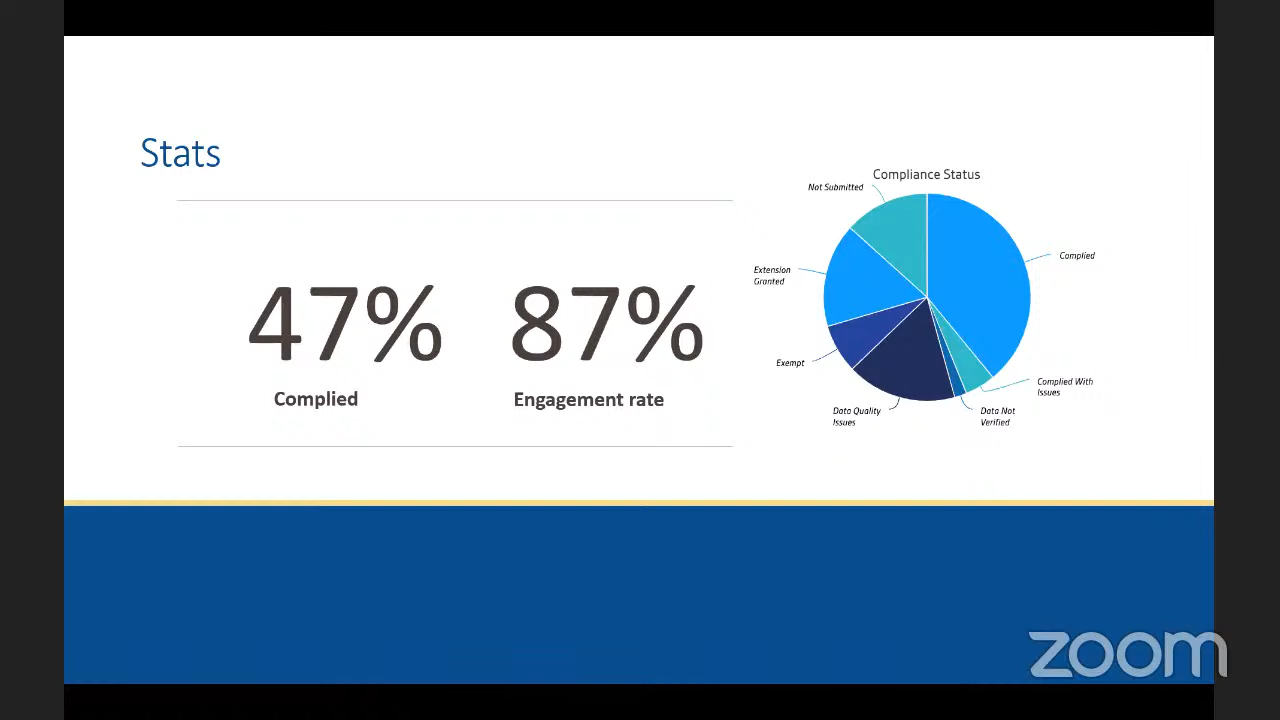 Stats
47%
87%
Complied
Engagement rate
Compliance Status
Not Submitted
Complied
Extension
Granted
Exempt
Complied With
Issues
Data Quality
Issues
Data Not
Verified
zoom